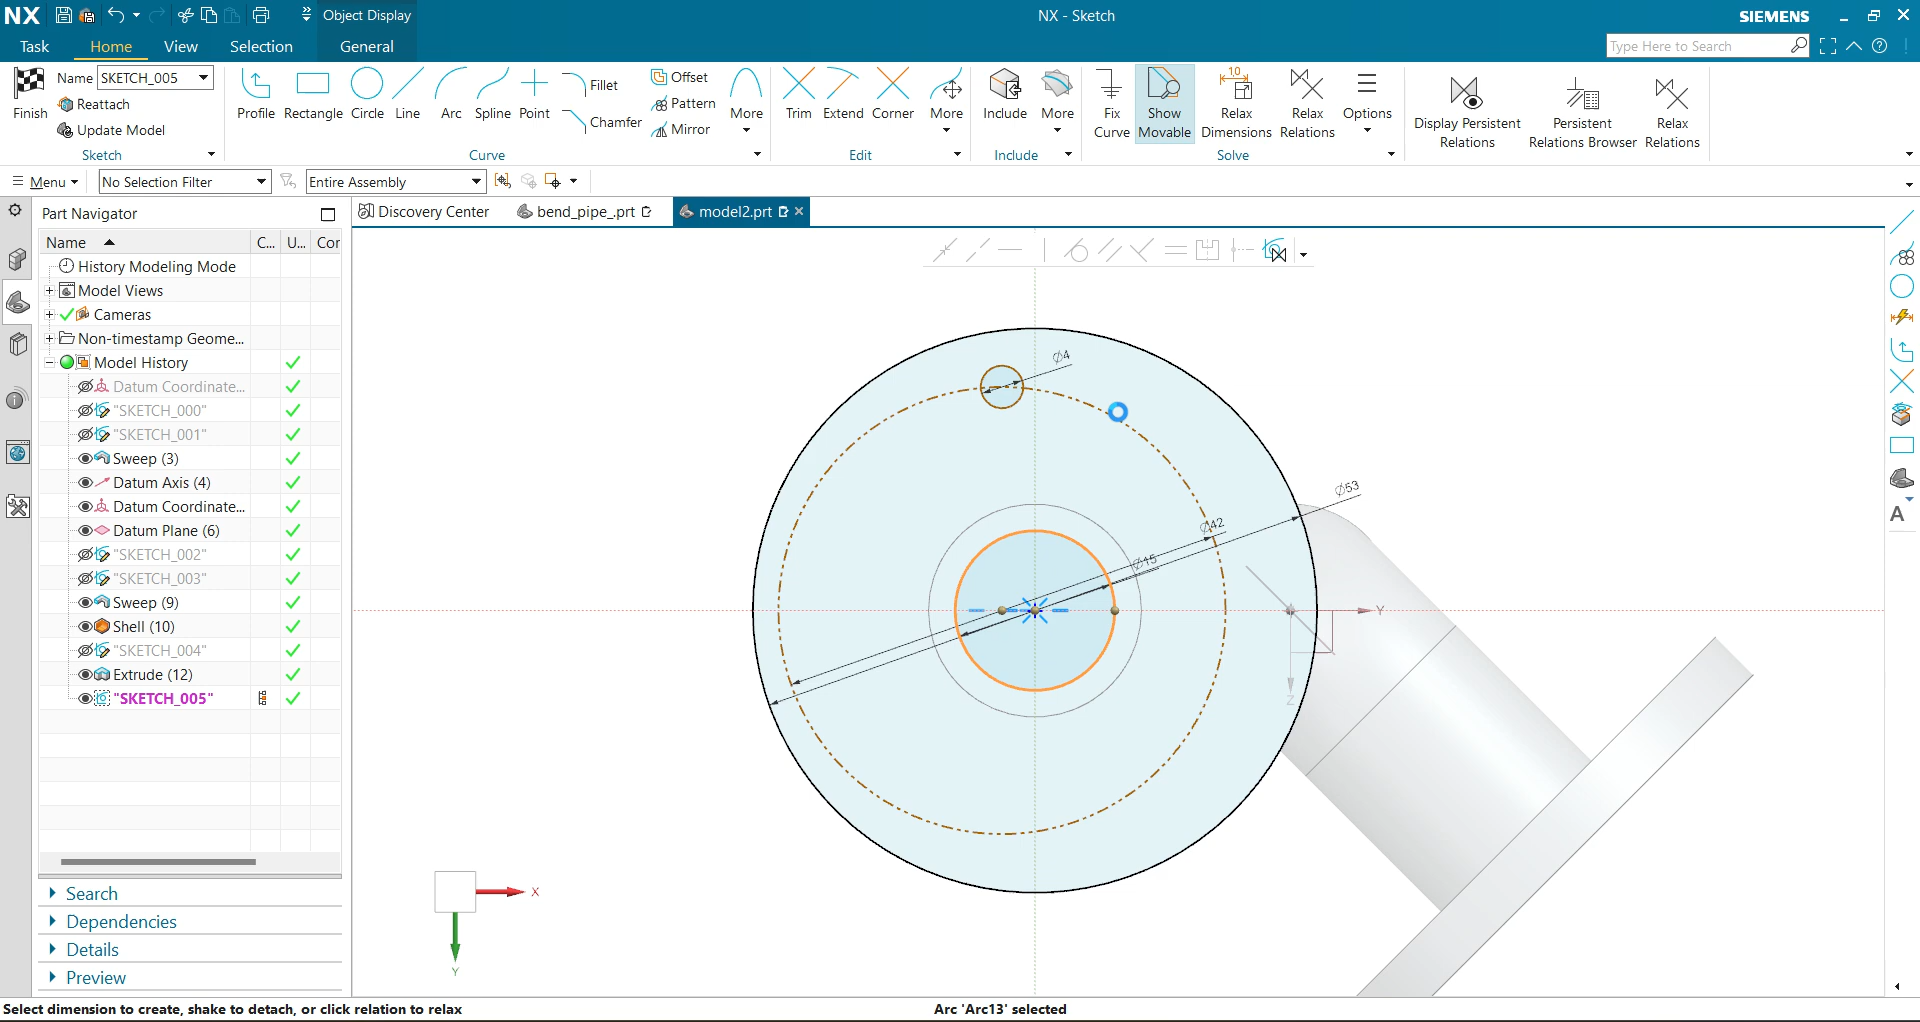 NX
Object Display
NX - Sketch
SIEMENS
Task
Home
View
Selection
General
Type Here to Search
Finish
Name
SKETCH_005
Reattach
Update Model
Sketch
Profile
Rectangle
Circle
Line
Arc
Spline
Point
Fillet
Chamfer
Offset
Pattern
Mirror
More
Curve
Trim
Extend
Corner
More
Edit
Include
More
Include
Fix
Curve
Show
Movable
Relax
Dimensions
Relax
Relations
Options
Solve
Display Persistent
Relations
Persistent
Relations Browser
Relax
Relations
Menu
No Selection Filter
Entire Assembly
Part Navigator
Discovery Center
bend_pipe_.prt
model2.prt
Name
C...
U...
Cor
History Modeling Mode
Model Views
Cameras
Non-timestamp Geome...
Model History
Datum Coordinate...
"SKETCH_000"
"SKETCH_001"
Sweep (3)
Datum Axis (4)
Datum Coordinate...
Datum Plane (6)
"SKETCH_002"
"SKETCH_003"
Sweep (9)
Shell (10)
"SKETCH_004"
Extrude (12)
"SKETCH_005"
Search
Dependencies
Details
Preview
Ø4
Ø53
Ø42
Ø15
Y
Z
X
Y
A
Select dimension to create, shake to detach, or click relation to relax
Arc 'Arc13' selected